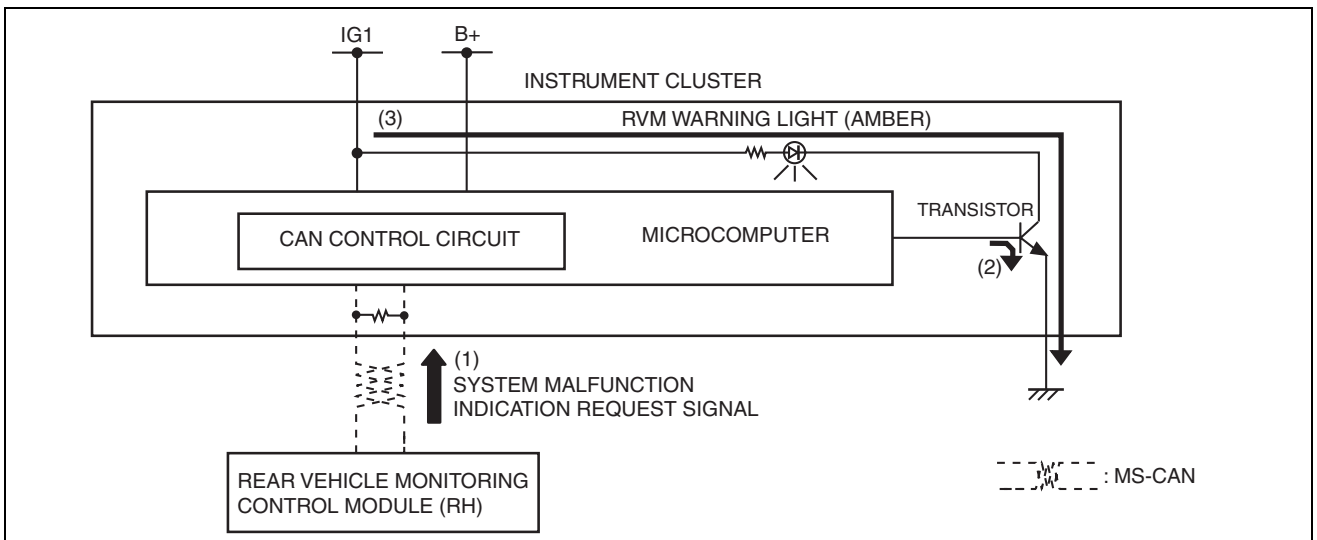 IG1
B+
INSTRUMENT CLUSTER
(3)
RVM WARNING LIGHT (AMBER)
TRANSISTOR
CAN CONTROL CIRCUIT
MICROCOMPUTER
(2)
(1)
SYSTEM MALFUNCTION
INDICATION REQUEST SIGNAL
REAR VEHICLE MONITORING
CONTROL MODULE (RH)
: MS-CAN